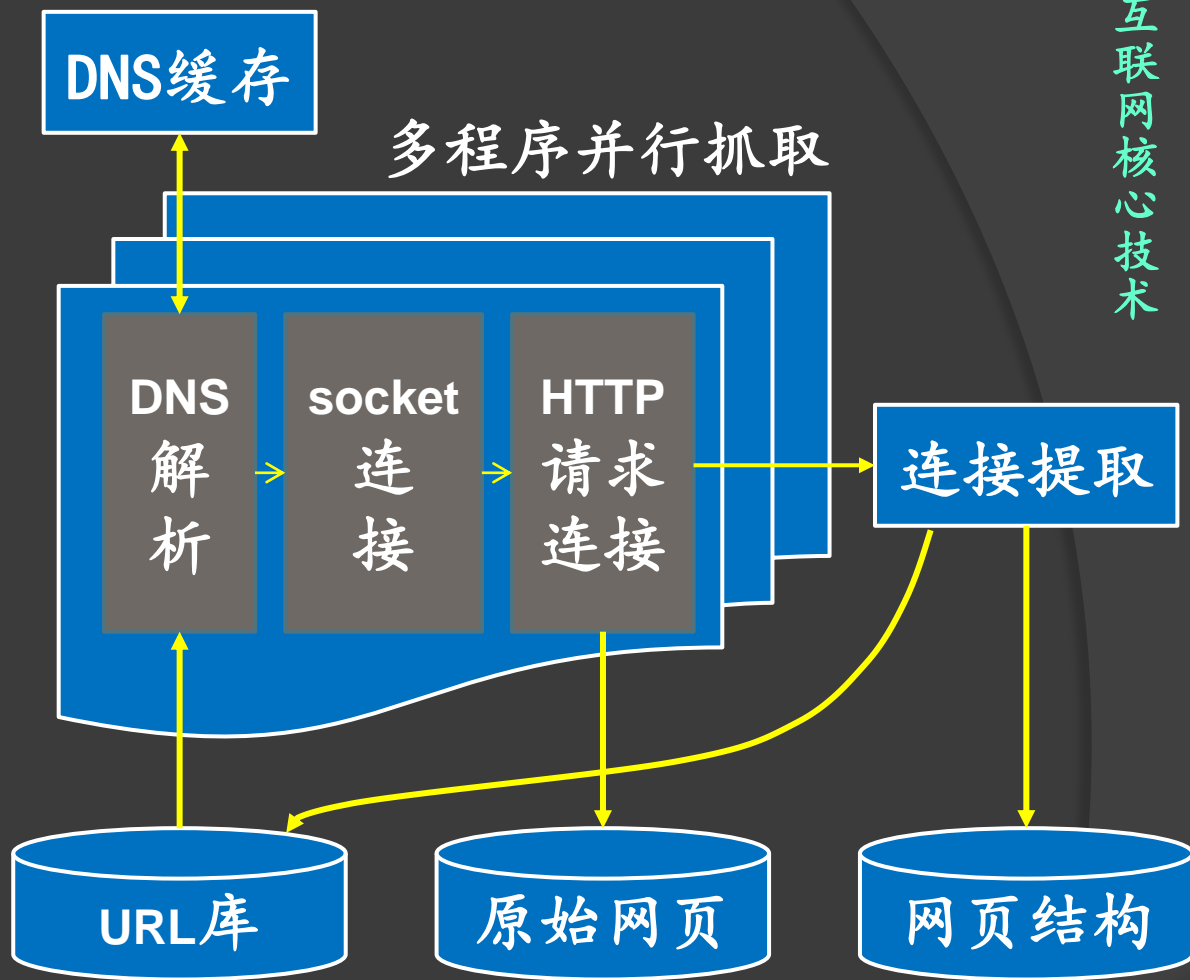 互联网核心技术
DNS缓存
多程序并行抓取
DNS
解
析
socket
连
接
HTTP
请求
连接
连接提取
URL库
原始网页
网页结构